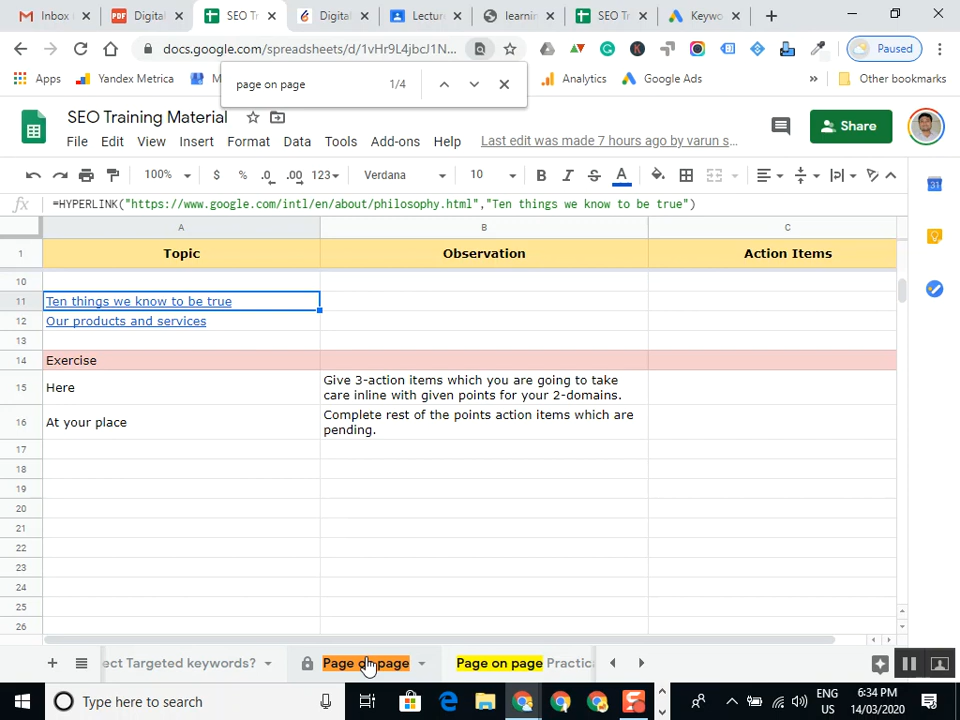 Inbox (
Digital
SEO Tr
Digital
Lectur
learnin
SEO Tr
Keywo
docs.google.com/spreadsheets/d/1vHr9L4jbcJ1N...
Paused
Apps
Yandex Metrica
page on page
1/4
Analytics
Google Ads
»
Other bookmarks
SEO Training Material
File
Edit
View
Insert
Format
Data
Tools
Add-ons
Help
Last edit was made 7 hours ago by varun s...
Share
100%
$
%
.0
.00
123
Verdana
10
B
I
S
A
fx
=HYPERLINK("https://www.google.com/intl/en/about/philosophy.html","Ten things we know to be true")
A
B
C
1
Topic
Observation
Action Items
10
11
Ten things we know to be true
12
Our products and services
13
14
Exercise
15
Here
Give 3-action items which you are going to take
care inline with given points for your 2-domains.
16
At your place
Complete rest of the points action items which are
pending.
17
18
19
20
21
22
23
24
25
26
ect Targeted keywords?
Page on page
Page on page Practica
Type here to search
ENG
US
6:34 PM
14/03/2020